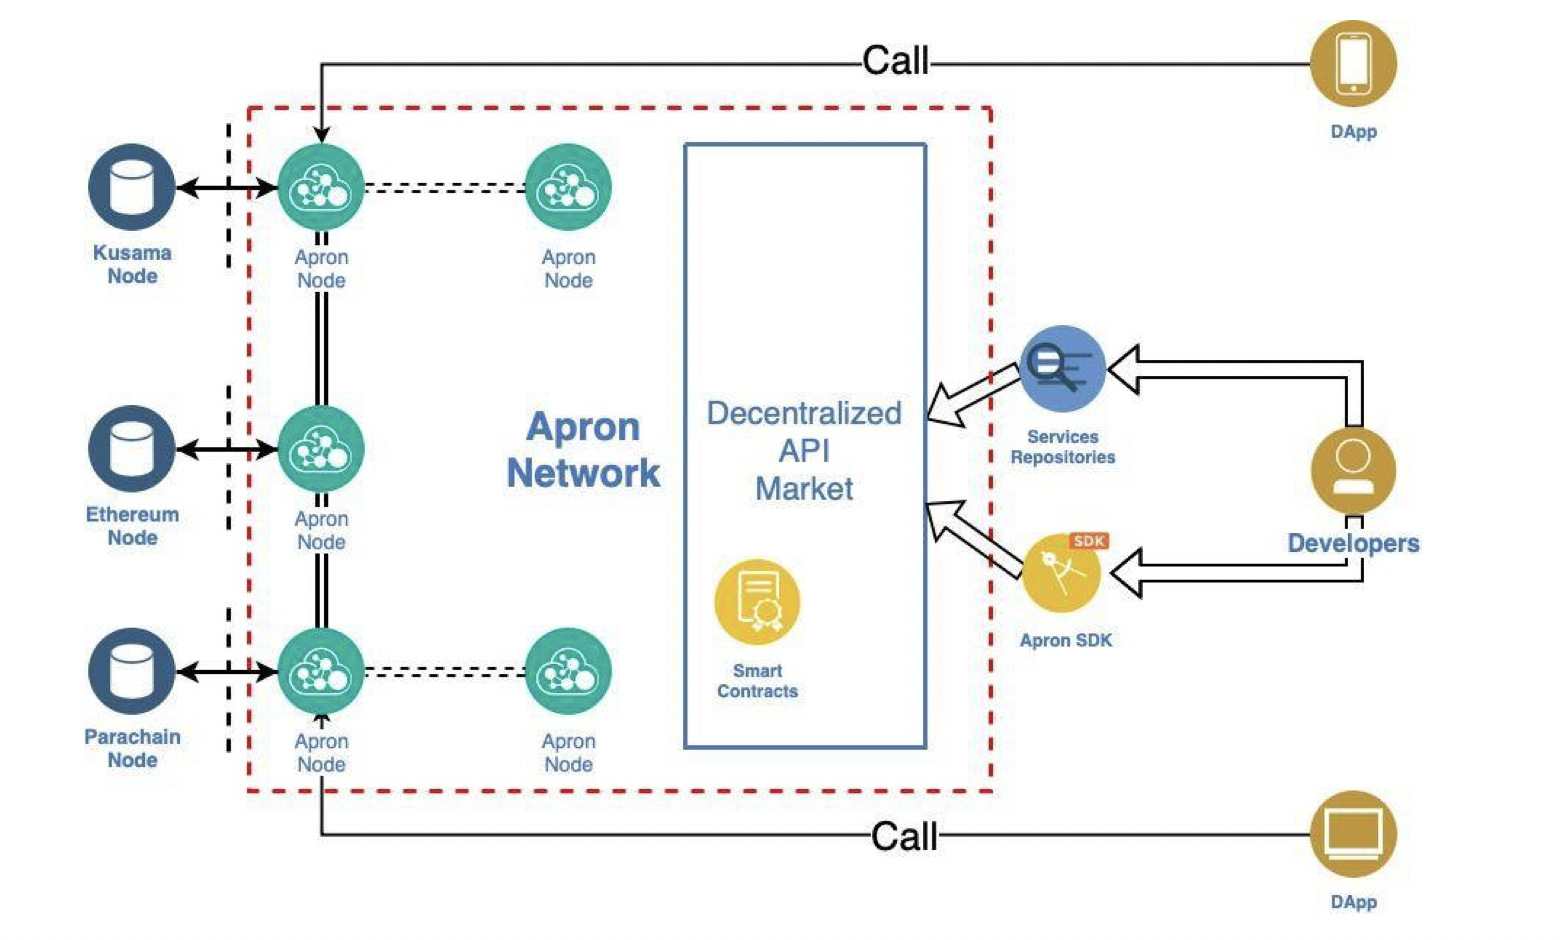 Call
DApp
Kusama
Node
Apron
Node
Apron
Node
Ethereum
Node
Apron
Node
Apron
Network
Decentralized
API
Market
Services
Repositories
Developers
SDK
Apron SDK
Smart
Contracts
Parachain
Node
Apron
Node
Apron
Node
Call
DApp